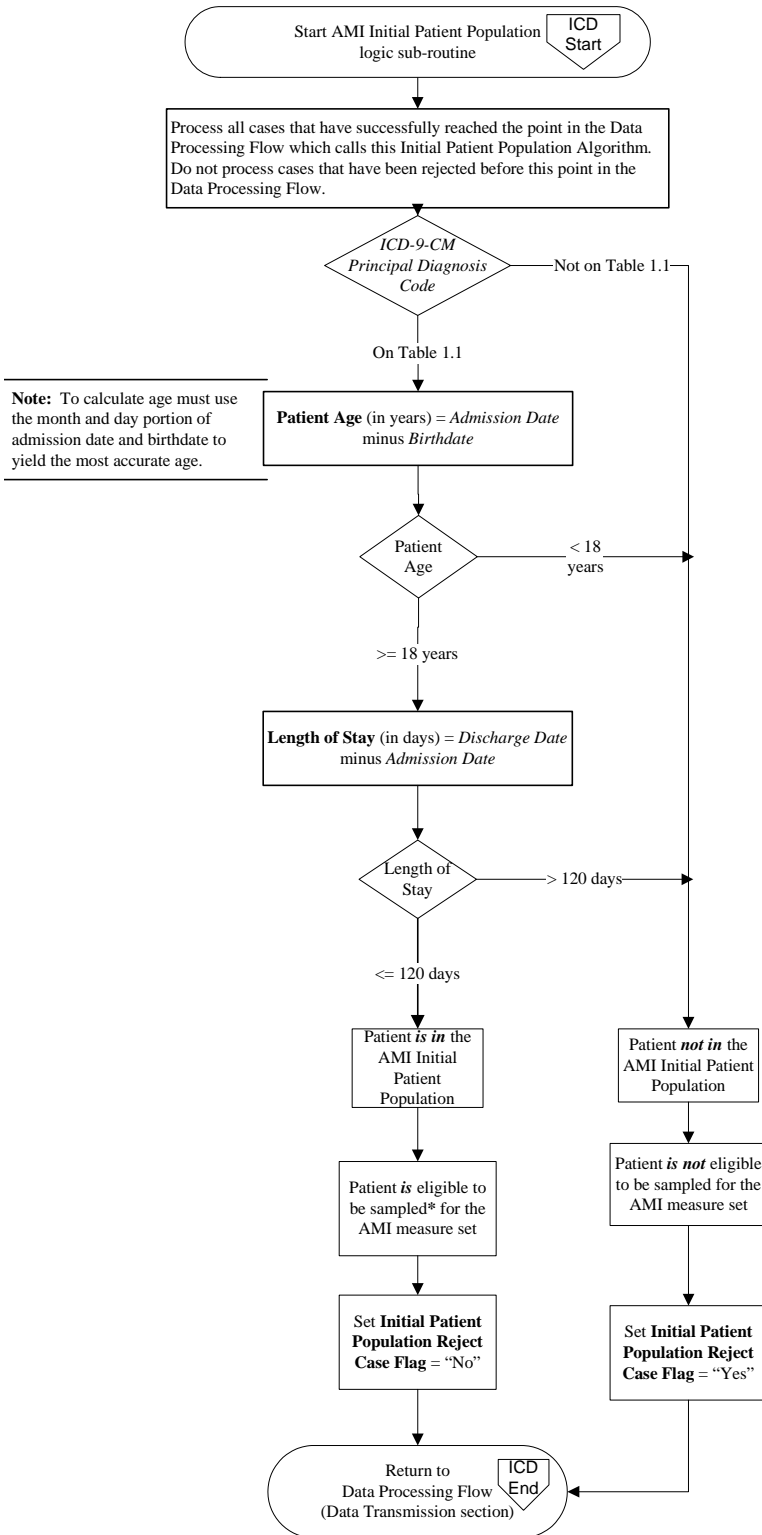 Start AMI Initial Patient Population
logic sub-routine
ICD
Start
Process all cases that have successfully reached the point in the Data
Processing Flow which calls this Initial Patient Population Algorithm.
Do not process cases that have been rejected before this point in the
Data Processing Flow.
ICD-9-CM
Principal Diagnosis
Code
Not on Table 1.1
On Table 1.1
Note: To calculate age must use
the month and day portion of
admission date and birthdate to
yield the most accurate age.
Patient Age (in years) = Admission Date
minus Birthdate
Patient
Age
< 18
years
>= 18 years
Length of Stay (in days) = Discharge Date
minus Admission Date
Length of
Stay
> 120 days
<= 120 days
Patient is in the
AMI Initial
Patient
Population
Patient not in the
AMI Initial Patient
Population
Patient is eligible to
be sampled* for the
AMI measure set
Patient is not eligible
to be sampled for the
AMI measure set
Set Initial Patient
Population Reject
Case Flag = “No”
Set Initial Patient
Population Reject
Case Flag = “Yes”
Return to
Data Processing Flow
(Data Transmission section)
ICD
End